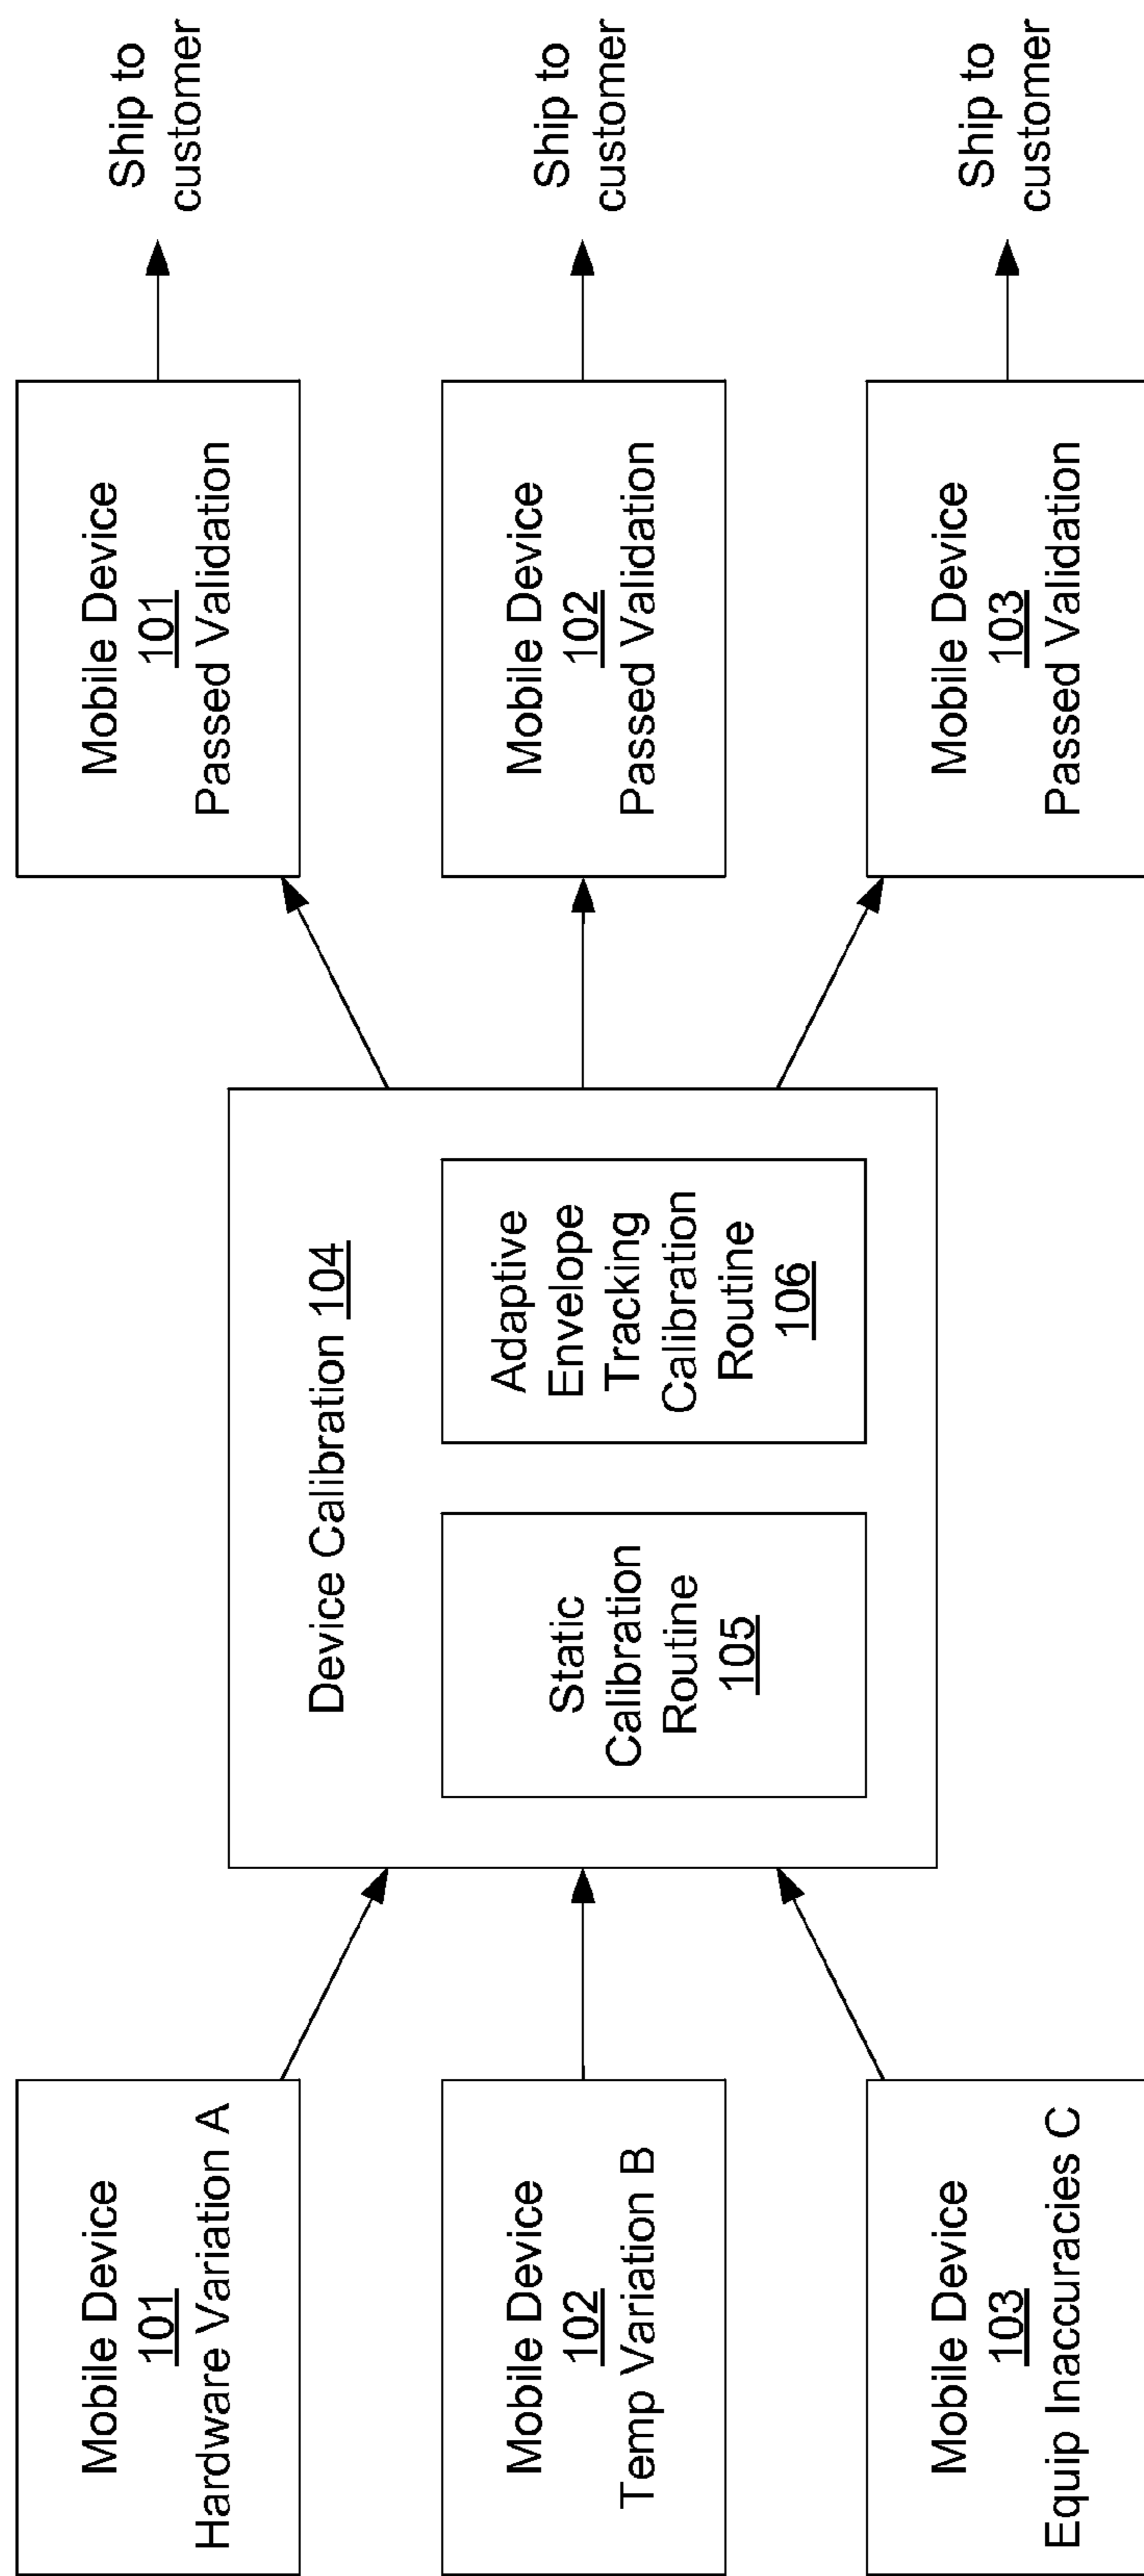 Mobile Device
101
Hardware Variation A
Mobile Device
102
Temp Variation B
Mobile Device
103
Equip Inaccuracies C
Device Calibration 104
Static
Calibration
Routine
105
Adaptive
Envelope
Tracking
Calibration
Routine
106
Mobile Device
101
Passed Validation
Mobile Device
102
Passed Validation
Mobile Device
103
Passed Validation
Ship to
customer
Ship to
customer
Ship to
customer